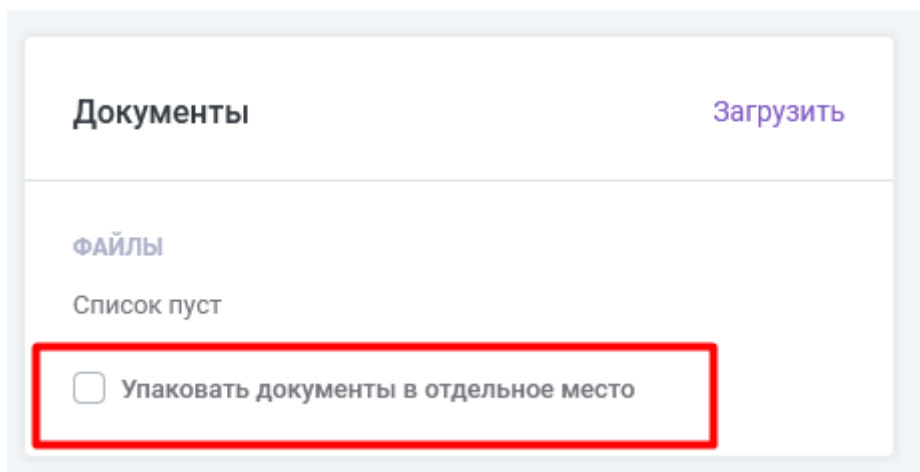 Документы
Загрузить
ФАЙЛЫ
Список пуст
Упаковать документы в отдельное место